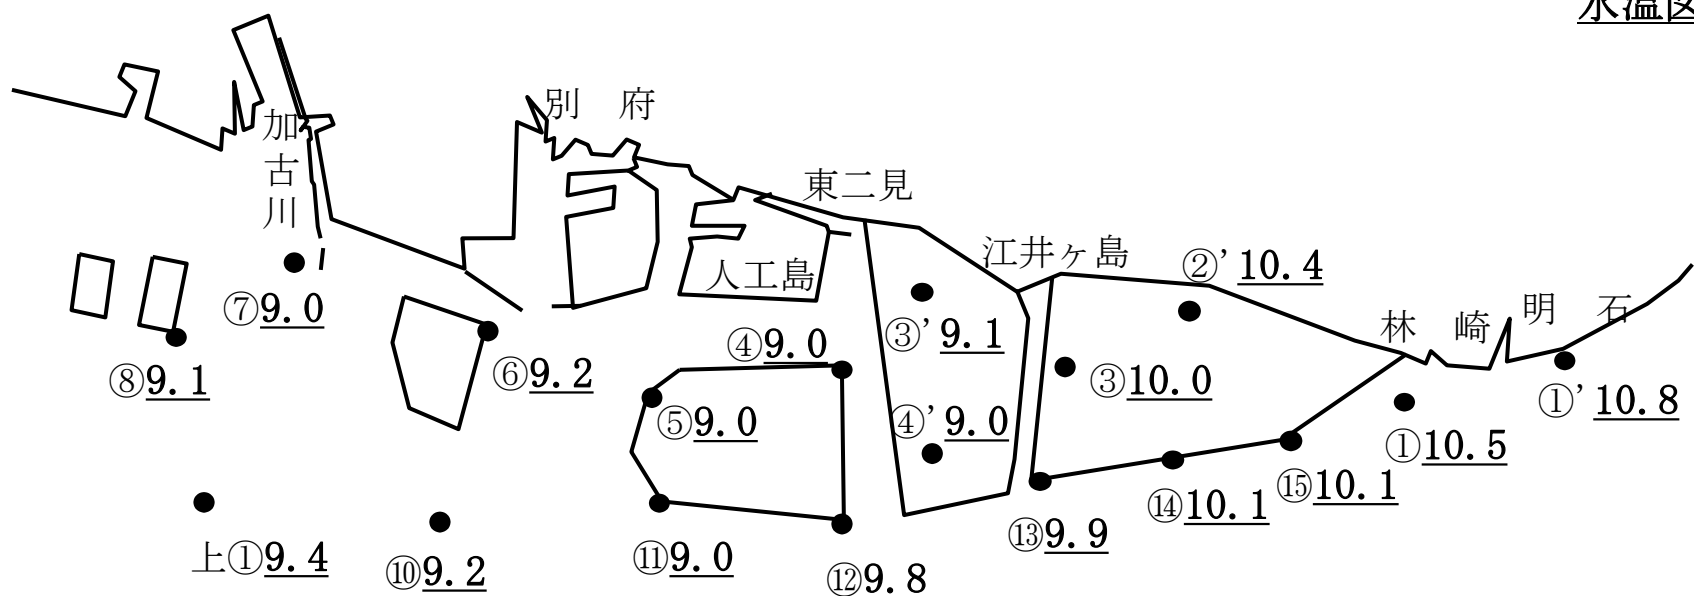 水温図
加古川
別府
東二見
人工島
江井ヶ島
林崎
明石
②’10.4
⑦9.0
③’9.1
④9.0
⑥9.2
⑧9.1
③10.0
①’10.8
⑤9.0
④’9.0
①10.5
⑮10.1
⑭10.1
⑬9.9
上①9.4
⑩9.2
⑪9.0
⑫9.8